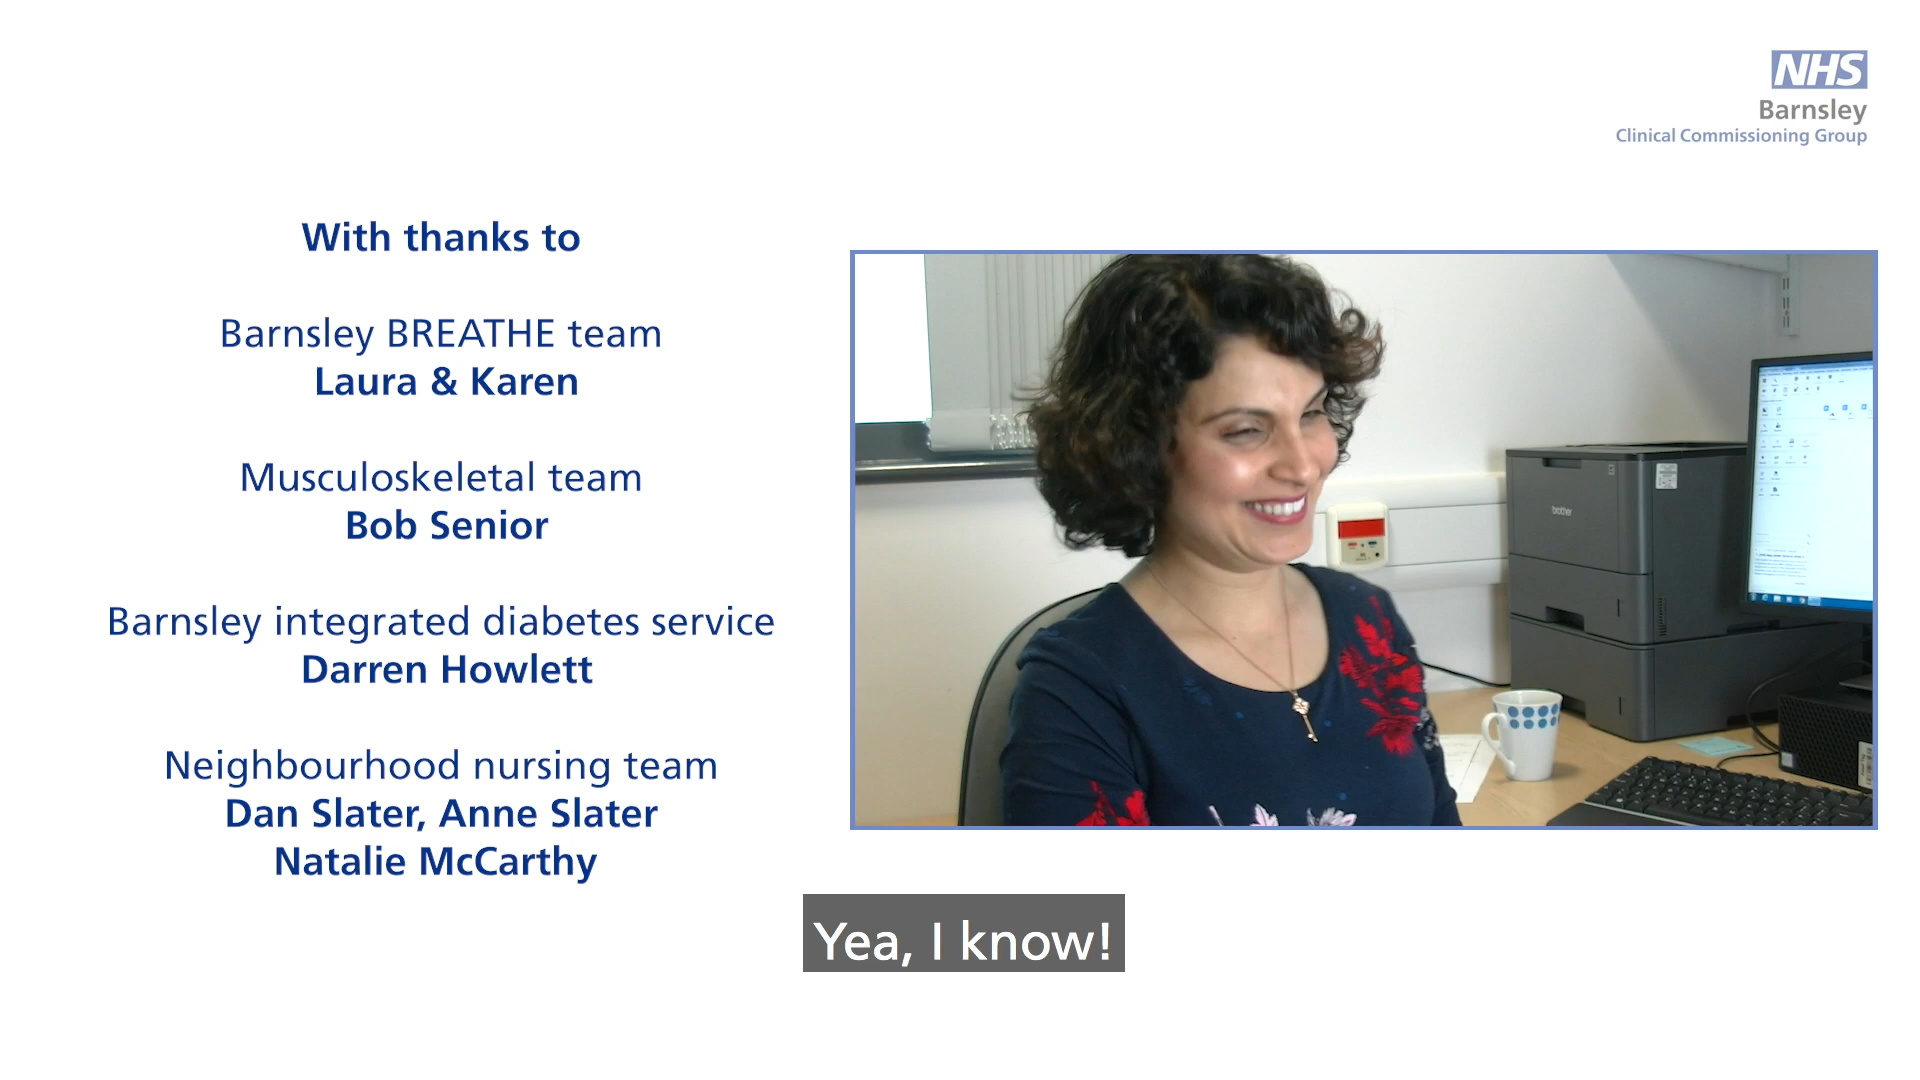 NHS
Barnsley
Clinical Commissioning Group
With thanks to
Barnsley BREATHE team
Laura & Karen
Musculoskeletal team
Bob Senior
Barnsley integrated diabetes service
Darren Howlett
Neighbourhood nursing team
Dan Slater, Anne Slater
Natalie McCarthy
brother
Yea, I know!